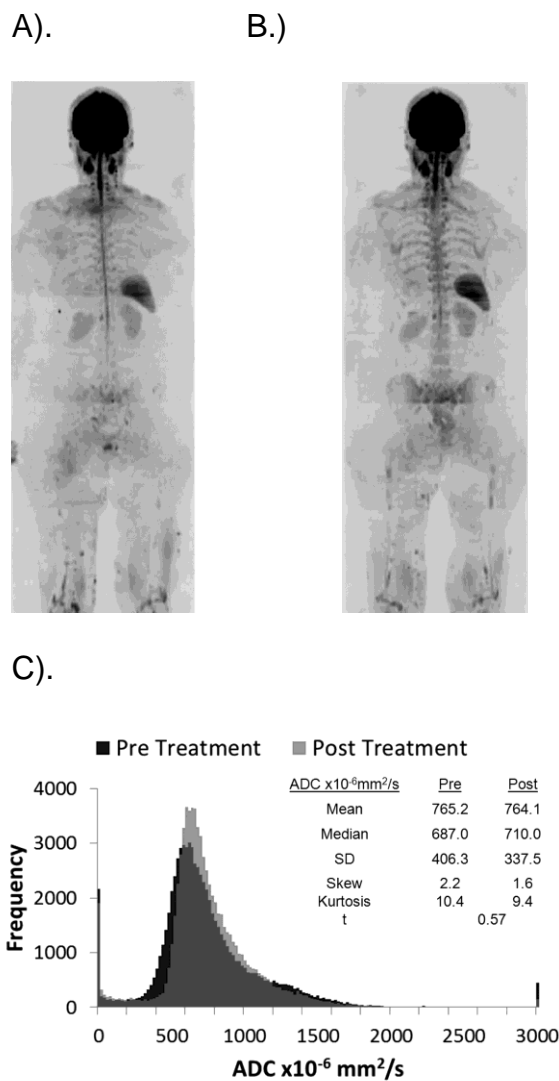 A). B.)
C).
Pre Treatment Post Treatment
ADC x10-6mm2/s Pre Post
Mean 765.2 764.1
Median 687.0 710.0
SD 406.3 337.5
Skew 2.2 1.6
Kurtosis 10.4 9.4
t 0.57
4000
3000
2000
1000
0
Frequency
0 500 1000 1500 2000 2500 3000
ADC x10-6 mm2/s